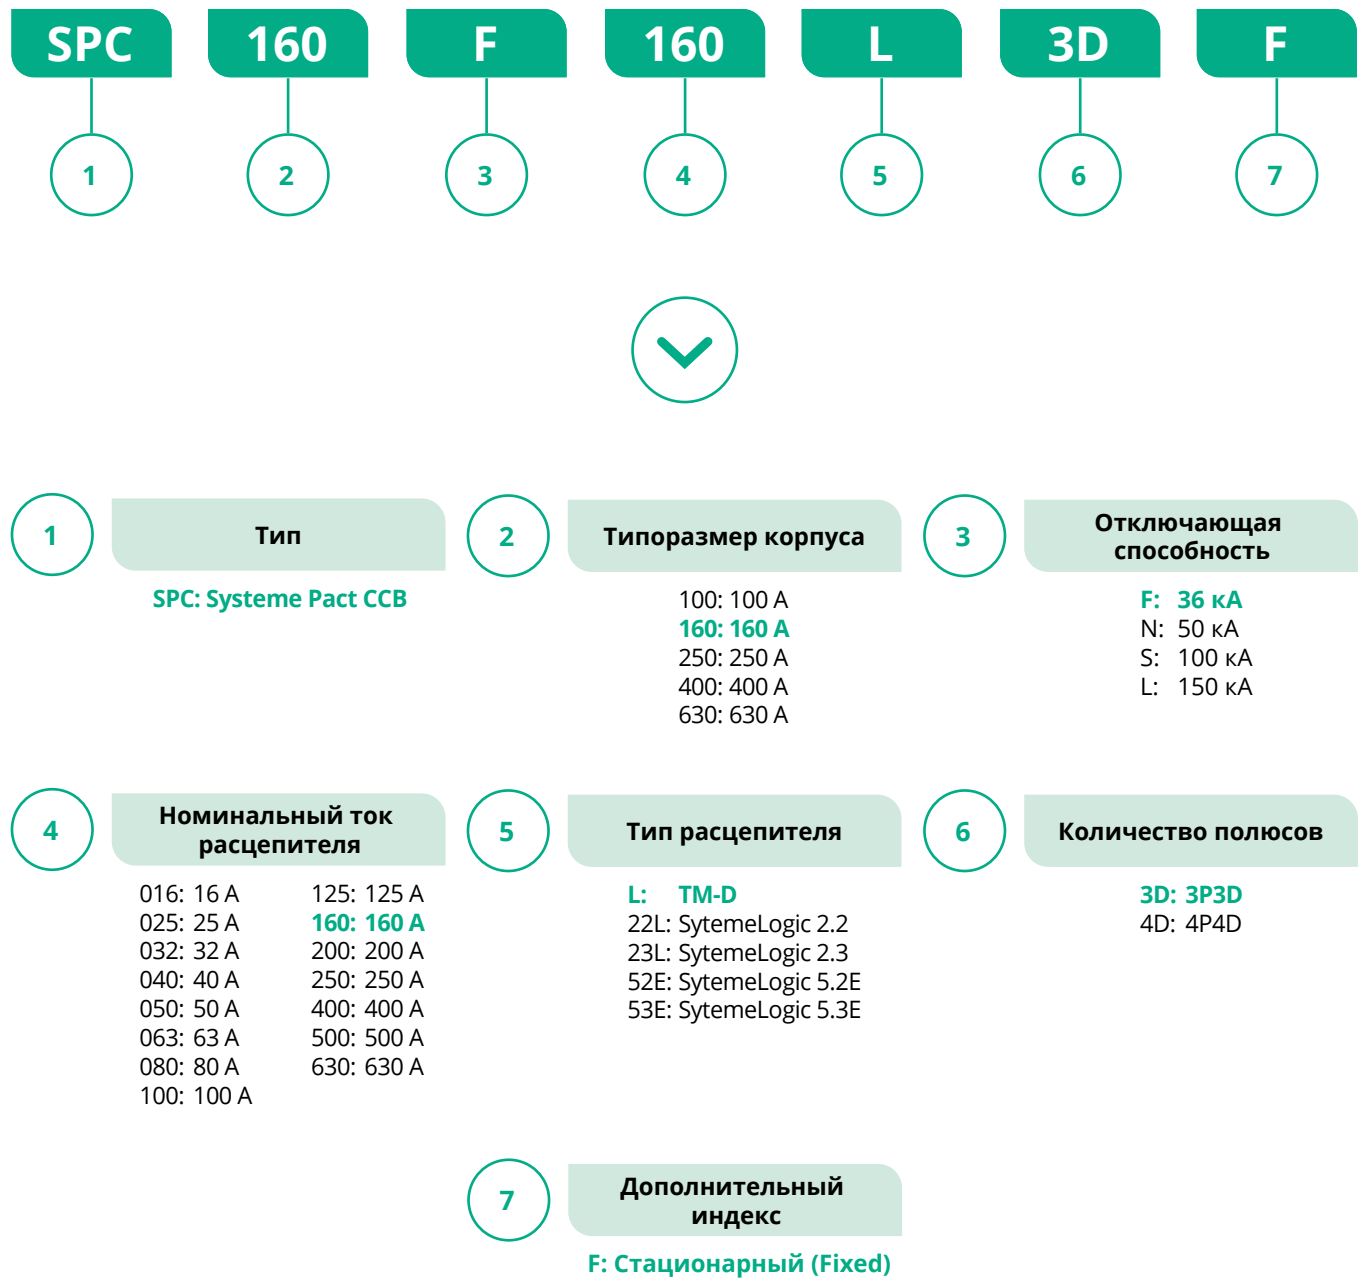 SPC 160 F 160 L 3D F
1 2 3 4 5 6 7
1 Тип
SPC: Systeme Pact CCB
2 Типоразмер корпуса
100: 100 A
160: 160 A
250: 250 A
400: 400 A
630: 630 A
3 Отключающая
способность
F: 36 кА
N: 50 кА
S: 100 кА
L: 150 кА
4 Номинальный ток
расцепителя
016: 16 A
025: 25 A
032: 32 A
040: 40 A
050: 50 A
063: 63 A
080: 80 A
100: 100 A
125: 125 A
160: 160 A
200: 200 A
250: 250 A
400: 400 A
500: 500 A
630: 630 A
5 Тип расцепителя
L: TM-D
22L: SytemeLogic 2.2
23L: SytemeLogic 2.3
52E: SytemeLogic 5.2E
53E: SytemeLogic 5.3E
6 Количество полюсов
3D: 3P3D
4D: 4P4D
7 Дополнительный
индекс
F: Стационарный (Fixed)